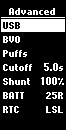 Advanced
USB
BVO
Puffs
Cutoff 5.0s
Shunt 100%
BATT 25R
RTC LSL